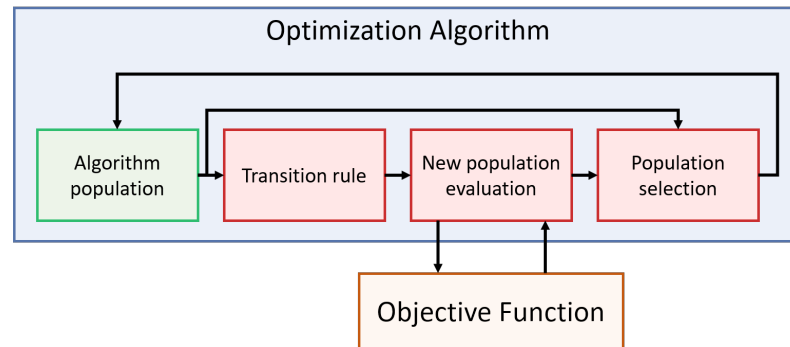 Optimization Algorithm
Algorithm
population
Transition rule
New population
evaluation
Population
selection
Objective Function